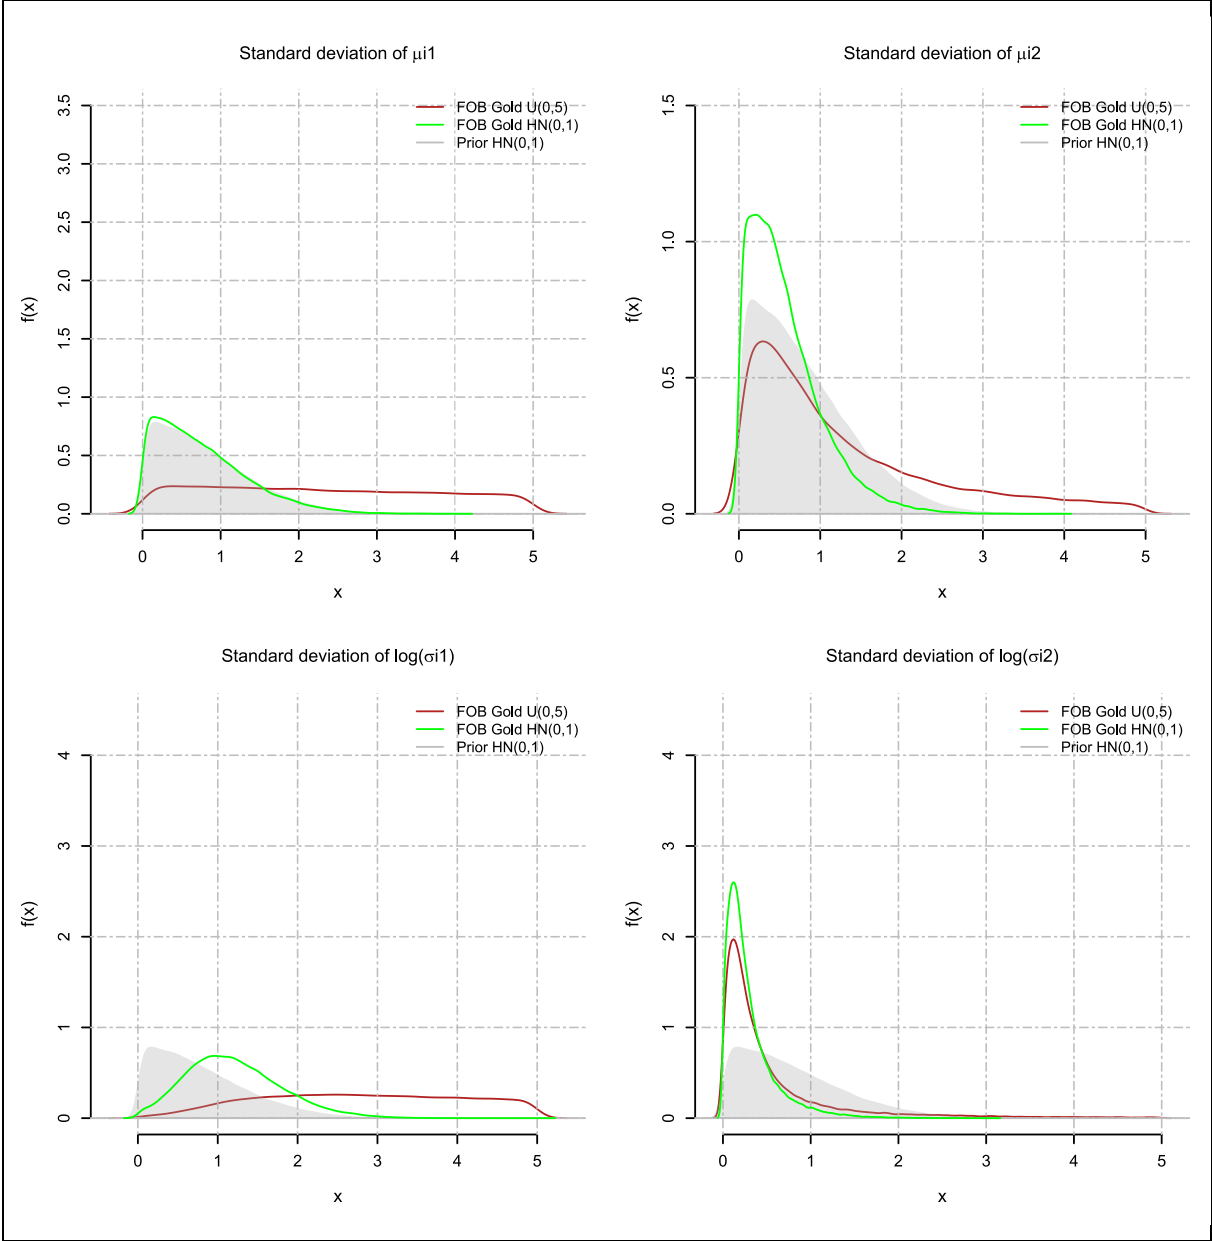 Standard deviation of μi1
FOB Gold U(0,5)
FOB Gold HN(0,1)
Prior HN(0,1)
f(x)
0.0 0.5 1.0 1.5 2.0 2.5 3.0 3.5
0 1 2 3 4 5
x
Standard deviation of μi2
FOB Gold U(0,5)
FOB Gold HN(0,1)
Prior HN(0,1)
f(x)
0.0 0.5 1.0 1.5
0 1 2 3 4 5
x
Standard deviation of log(σi1)
FOB Gold U(0,5)
FOB Gold HN(0,1)
Prior HN(0,1)
f(x)
0 1 2 3 4
0 1 2 3 4 5
x
Standard deviation of log(σi2)
FOB Gold U(0,5)
FOB Gold HN(0,1)
Prior HN(0,1)
f(x)
0 1 2 3 4
0 1 2 3 4 5
x